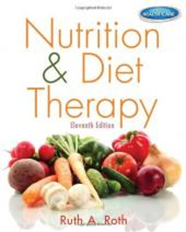 Nutrition
& Diet
Therapy
Eleventh Edition
Ruth A. Roth